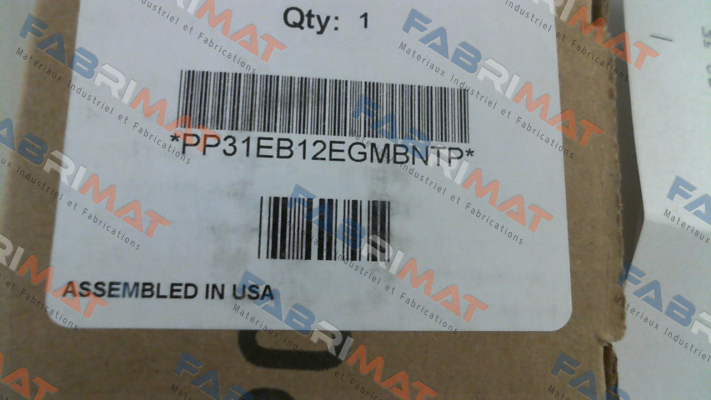 Qty: 1
*PP31EB12EGMBNTP*
ASSEMBLED IN USA
FABRIMAT
Materiaux Industriel et Fabrications